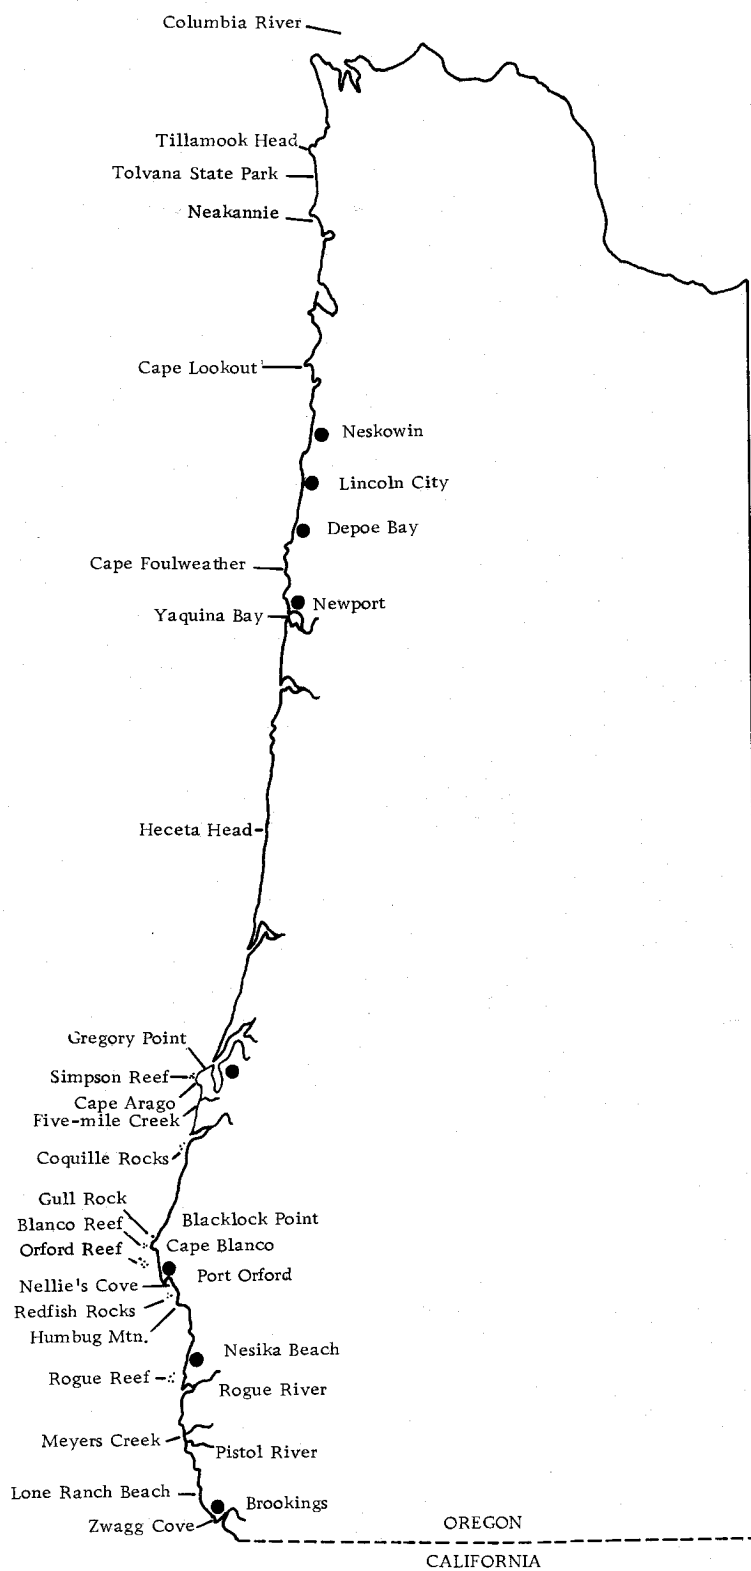 Columbia River
Tillamook Head
Tolvana State Park
Neakannie
Cape Lookout
Neskowin
Lincoln City
Depoe Bay
Cape Foulweather
Newport
Yaquina Bay
Heceta Head
Gregory Point
Simpson Reef
Cape Arago
Five-mile Creek
Coquille Rocks
Gull Rock
Blacklock Point
Blanco Reef
Cape Blanco
Orford Reef
Port Orford
Nellie's Cove
Redfish Rocks
Humbug Mtn.
Nesika Beach
Rogue Reef
Rogue River
Meyers Creek
Pistol River
Lone Ranch Beach
Brookings
Zwagg Cove
OREGON
CALIFORNIA